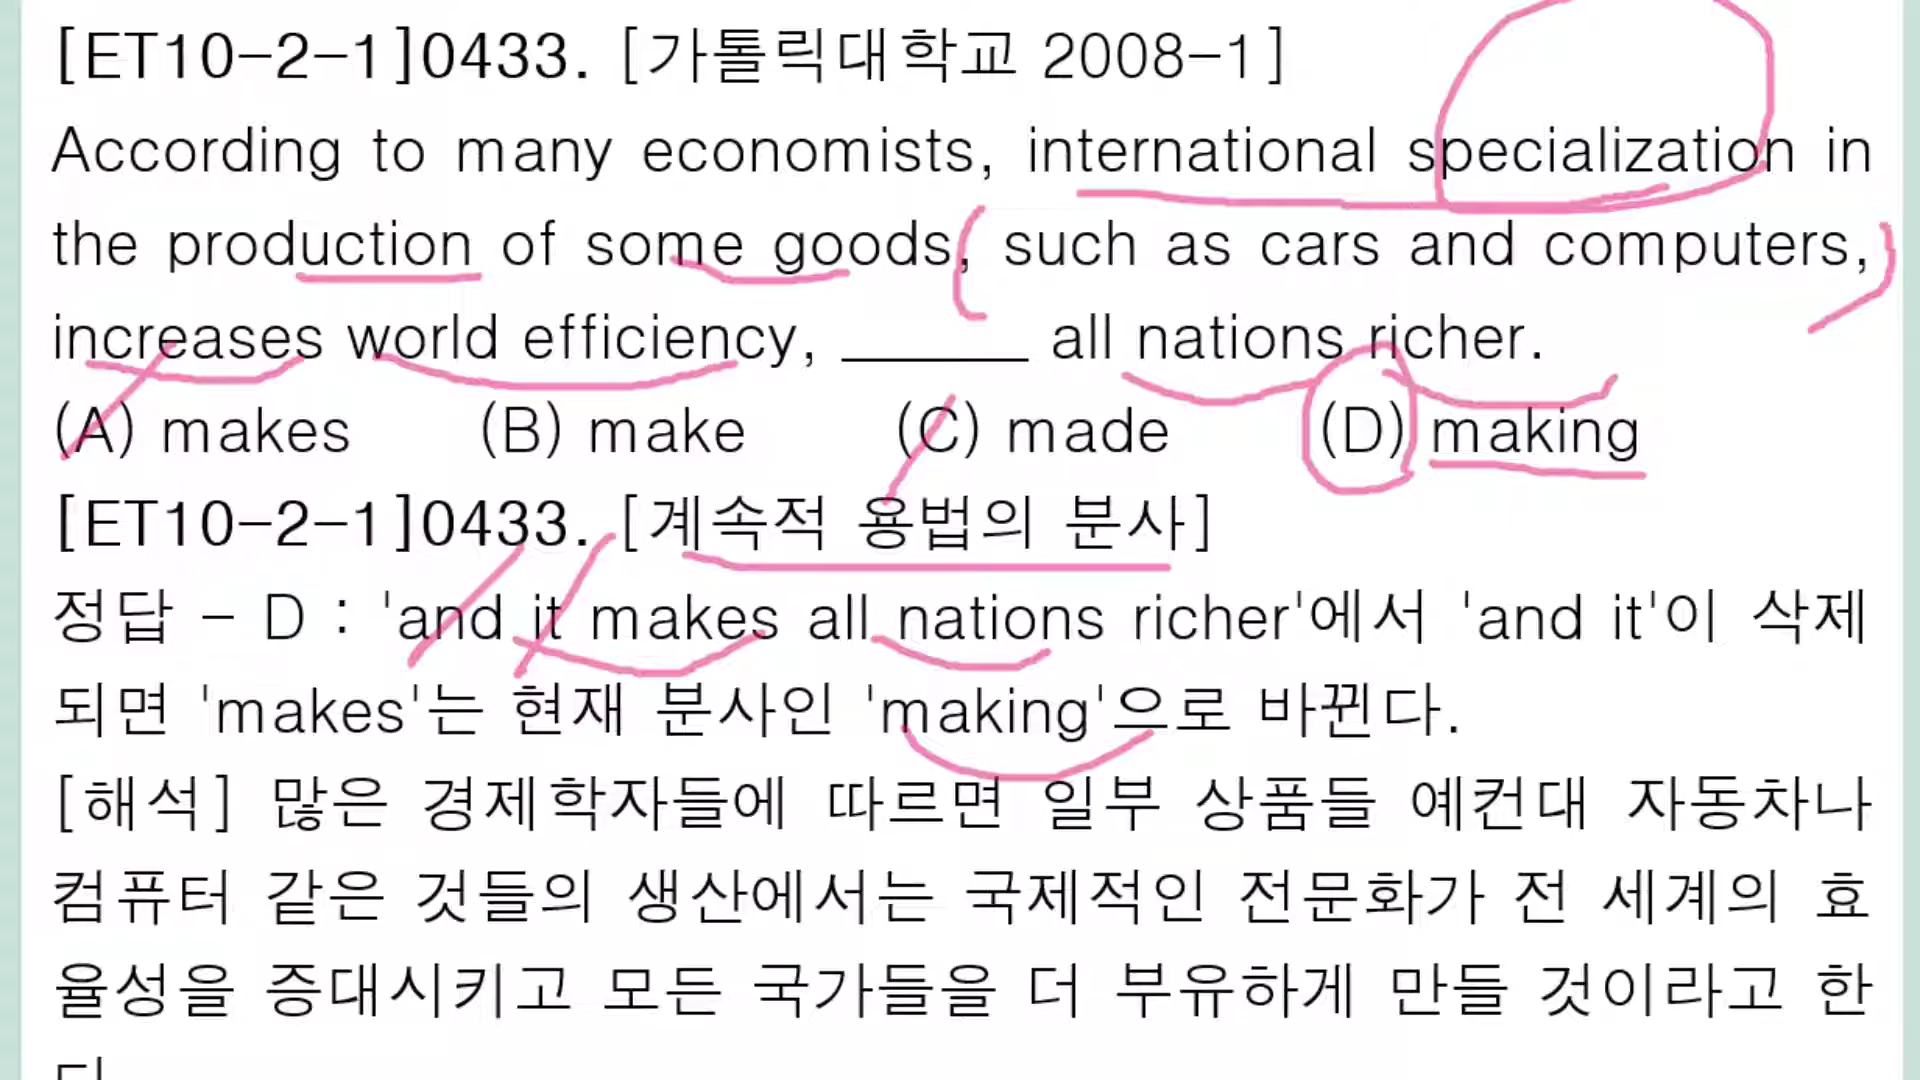 [ET10-2-1]0433. [가톨릭대학교 2008-1]
According to many economists, international specialization in
the production of some goods, such as cars and computers,
increases world efficiency, ______ all nations richer.
(A) makes (B) make (C) made (D) making
[ET10-2-1]0433. [계속적 용법의 분사]
정답 - D : 'and it makes all nations richer'에서 'and it'이 삭제
되면 'makes'는 현재 분사인 'making'으로 바뀐다.
[해석] 많은 경제학자들에 따르면 일부 상품들 예컨대 자동차나
컴퓨터 같은 것들의 생산에서는 국제적인 전문화가 전 세계의 효
율성을 증대시키고 모든 국가들을 더 부유하게 만들 것이라고 한